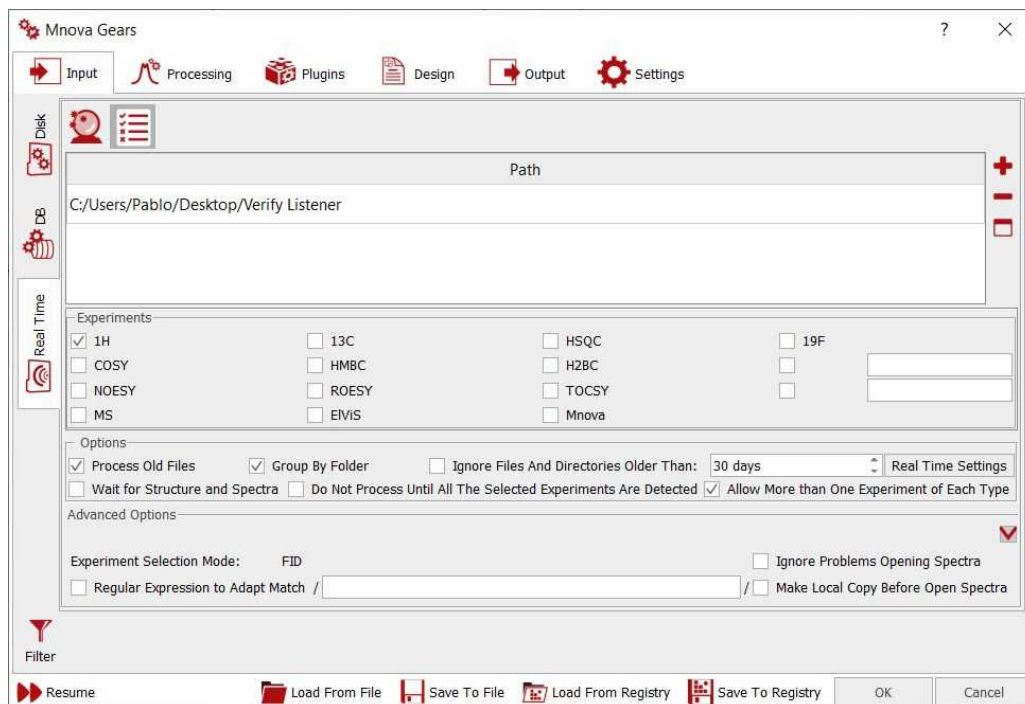 Mnova Gears ?
Input Processing Plugins Design Output Settings
Disk
DB
Real Time
Path
C:/Users/Pablo/Desktop/Verify Listener
Experiments
1H 13C HSQC 19F
COSY HMBC H2BC
NOESY ROESY TOCSY
MS ElViS Mnova
Options
Process Old Files Group By Folder Ignore Files And Directories Older Than: 30 days Real Time Settings
Wait for Structure and Spectra Do Not Process Until All The Selected Experiments Are Detected Allow More than One Experiment of Each Type
Advanced Options
Experiment Selection Mode: FID Ignore Problems Opening Spectra
Regular Expression to Adapt Match / / Make Local Copy Before Open Spectra
Filter
Resume Load From File Save To File Load From Registry Save To Registry OK Cancel